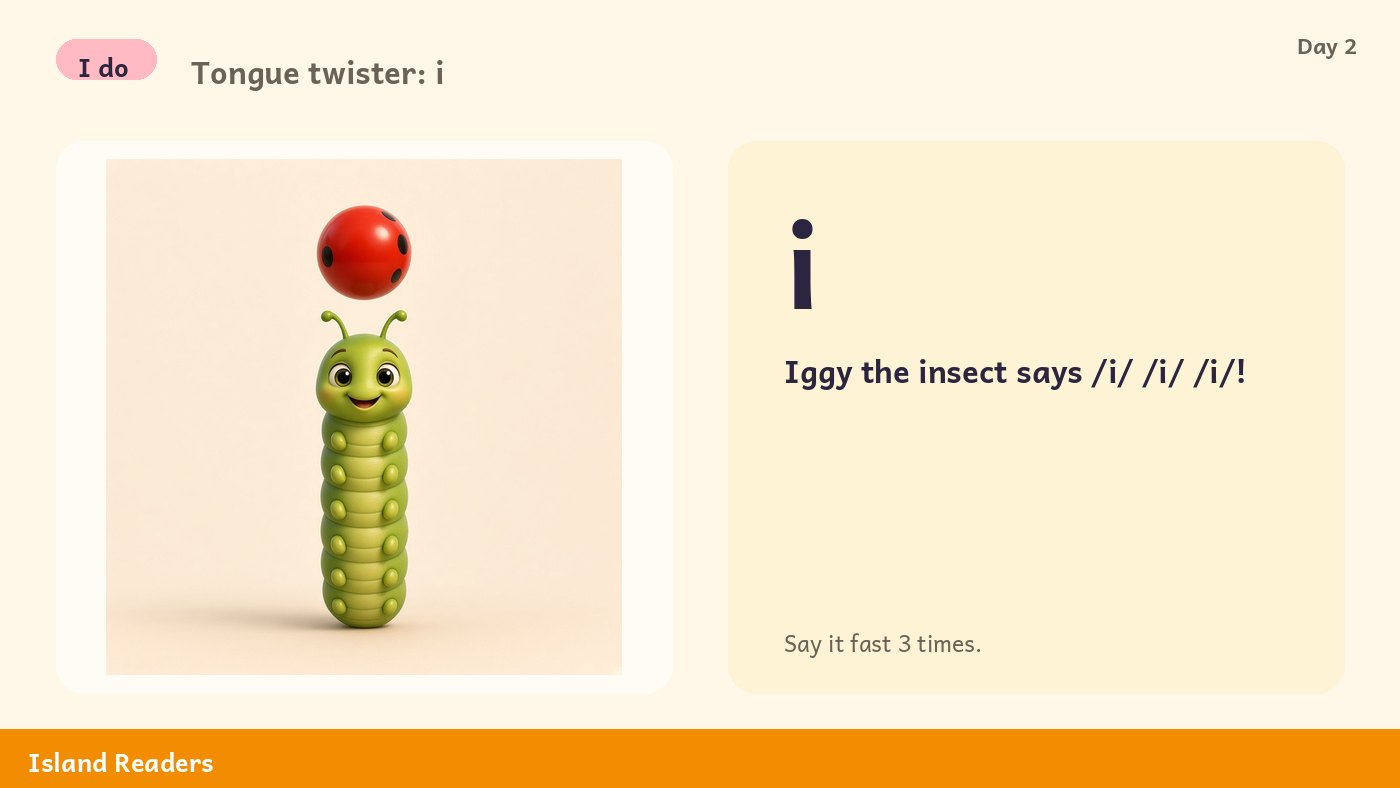 I do
Tongue twister: i
Day 2
i
Iggy the insect says /i/ /i/ /i/!
Say it fast 3 times.
Island Readers